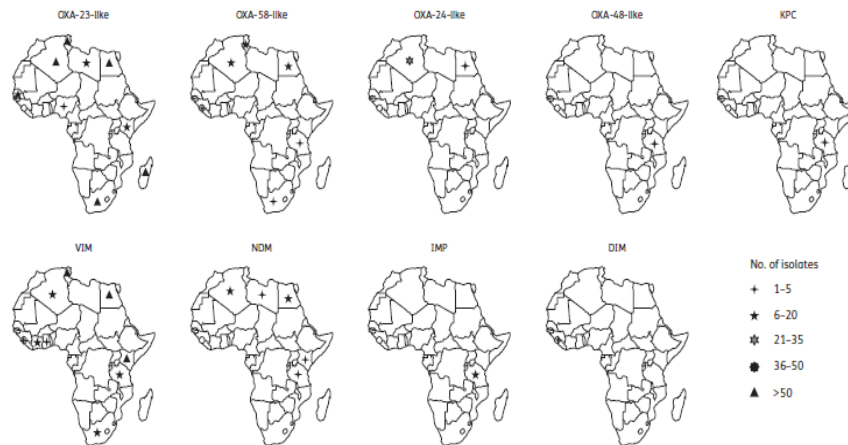 OXA-23-like OXA-58-like OXA-24-like OXA-48-like KPC
VIM NDM IMP DIM
No. of isolates
1–5
6–20
21–35
36–50
>50